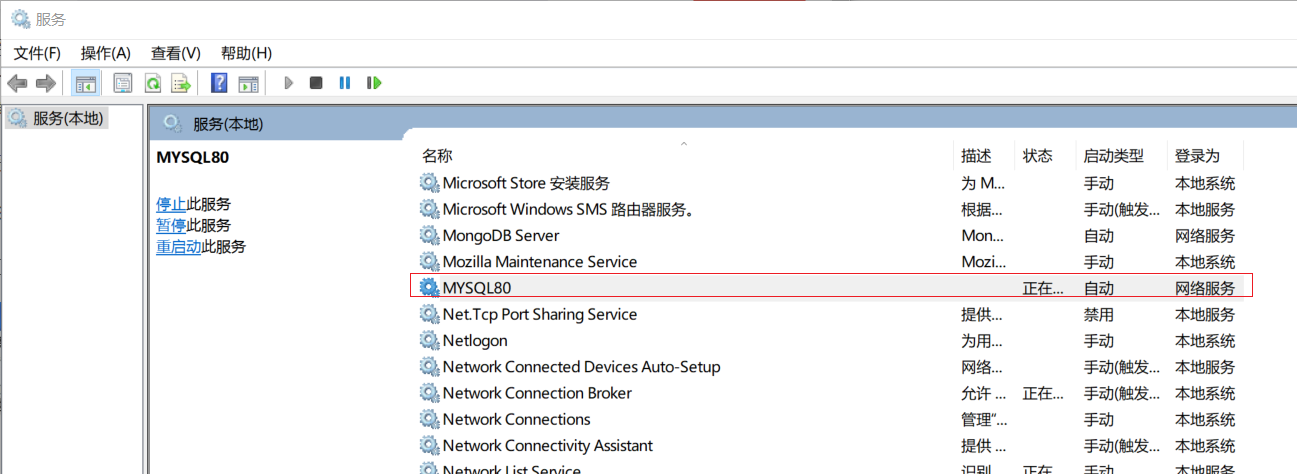 服务
文件(F) 操作(A) 查看(V) 帮助(H)
服务(本地)
服务(本地)
MYSQL80
停止此服务
暂停此服务
重启动此服务
名称 描述 状态 启动类型 登录为
Microsoft Store 安装服务 为 M... 手动 本地系统
Microsoft Windows SMS 路由器服务。 根据... 手动(触发... 本地服务
MongoDB Server Mon... 自动 网络服务
Mozilla Maintenance Service Mozi... 手动 本地系统
MYSQL80 正在... 自动 网络服务
Net.Tcp Port Sharing Service 提供... 禁用 本地服务
Netlogon 为用... 手动 本地系统
Network Connected Devices Auto-Setup 网络... 手动(触发... 本地服务
Network Connection Broker 允许 ... 正在... 手动(触发... 本地系统
Network Connections 管理“... 手动 本地系统
Network Connectivity Assistant 提供 ... 手动(触发... 本地系统
Network List Service 识别 正在 手动 本地服务